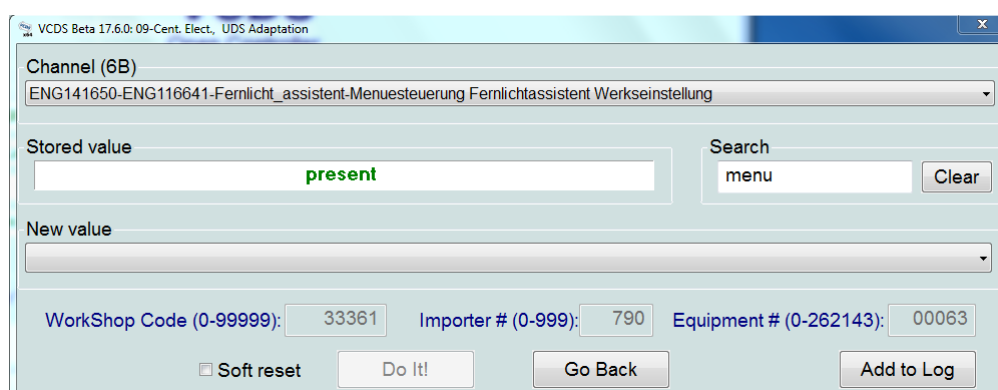 VCDS Beta 17.6.0: 09-Cent. Elect., UDS Adaptation
Channel (6B)
ENG141650-ENG116641-Fernlicht_assistent-Menuesteuerung Fernlichtassistent Werkseinstellung
Stored value
Search
present
menu
Clear
New value
WorkShop Code (0-99999): 33361 Importer # (0-999): 790 Equipment # (0-262143): 00063
Soft reset
Do It!
Go Back
Add to Log